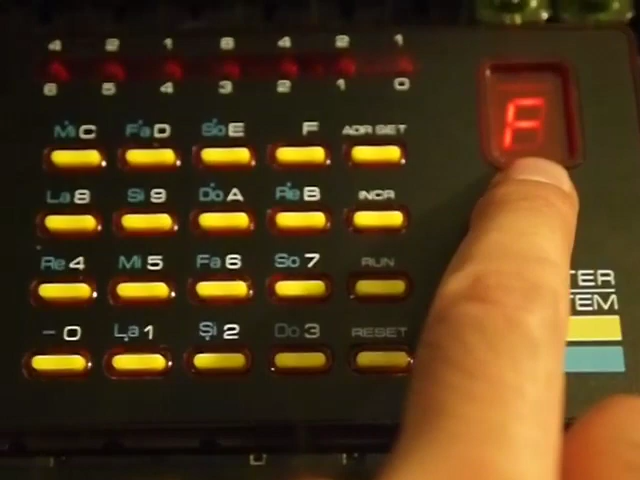 4 2 1 8 4 2 1
6 5 4 3 2 1 0
F
Mi C Fa D So E F ADR SET
La 8 Si 9 Do A Re B INCR
Re 4 Mi 5 Fa 6 So 7 RUN
TER
TEM
- 0 La 1 Si 2 Do 3 RESET